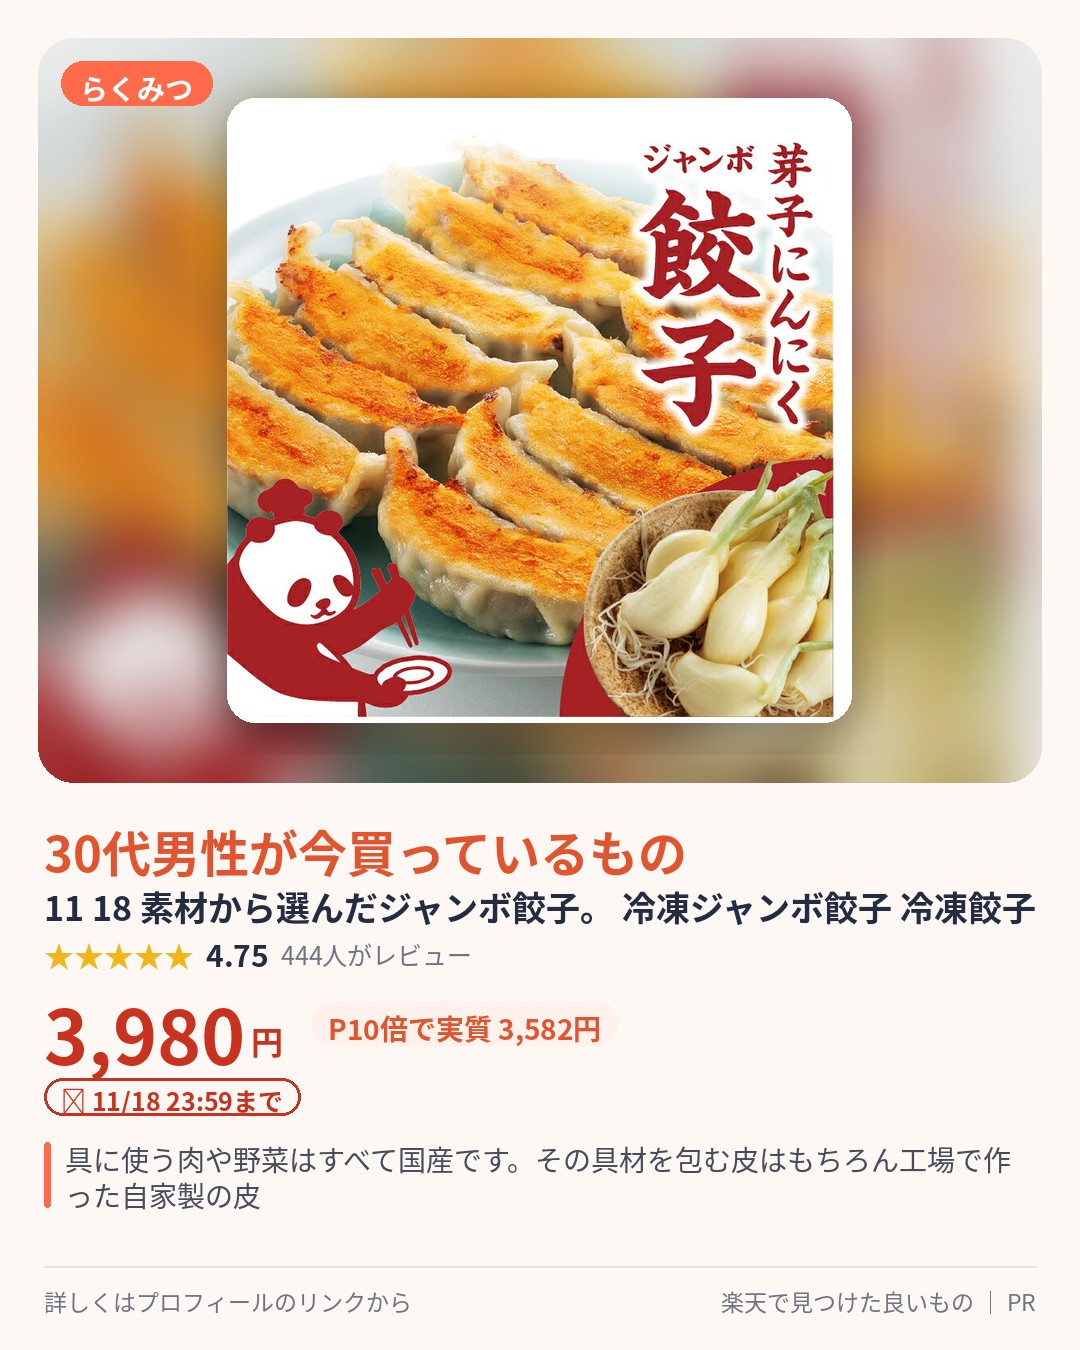 らくみつ
芽子にんにく
ジャンボ
餃子
30代男性が今買っているもの
11 18 素材から選んだジャンボ餃子。 冷凍ジャンボ餃子 冷凍餃子
★★★★★ 4.75 444人がレビュー
3,980円 P10倍で実質 3,582円
11/18 23:59まで
具に使う肉や野菜はすべて国産です。その具材を包む皮はもちろん工場で作
った自家製の皮
詳しくはプロフィールのリンクから
楽天で見つけた良いもの｜PR